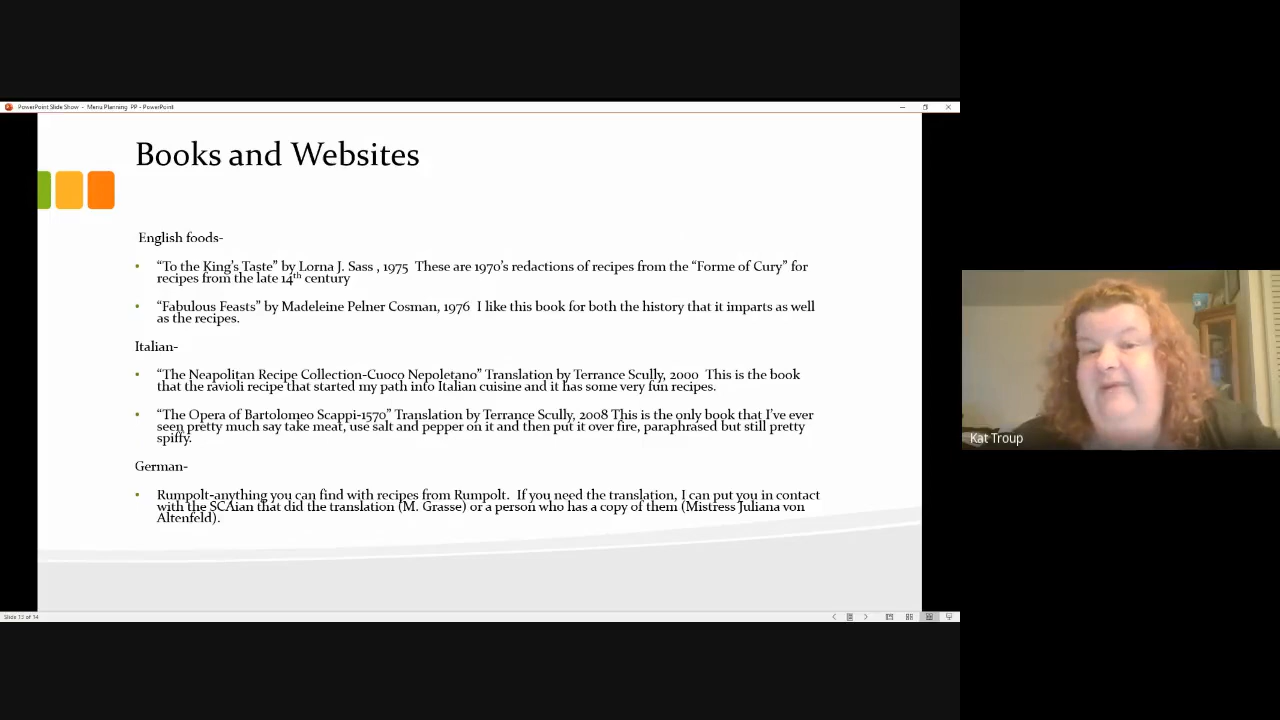 PowerPoint Slide Show - Menu Planning PP - PowerPoint
Books and Websites
English foods-
• "To the King's Taste" by Lorna J. Sass , 1975 These are 1970's redactions of recipes from the "Forme of Cury" for
recipes from the late 14th century
• "Fabulous Feasts" by Madeleine Pelner Cosman, 1976 I like this book for both the history that it imparts as well
as the recipes.
Italian-
• "The Neapolitan Recipe Collection-Cuoco Nepoletano" Translation by Terrance Scully, 2000 This is the book
that the ravioli recipe that started my path into Italian cuisine and it has some very fun recipes.
• "The Opera of Bartolomeo Scappi-1570" Translation by Terrance Scully, 2008 This is the only book that I've ever
seen pretty much say take meat, use salt and pepper on it and then put it over fire, paraphrased but still pretty
spiffy.
German-
• Rumpolt-anything you can find with recipes from Rumpolt. If you need the translation, I can put you in contact
with the SCAian that did the translation (M. Grasse) or a person who has a copy of them (Mistress Juliana von
Altenfeld).
Slide 13 of 14
Kat Troup